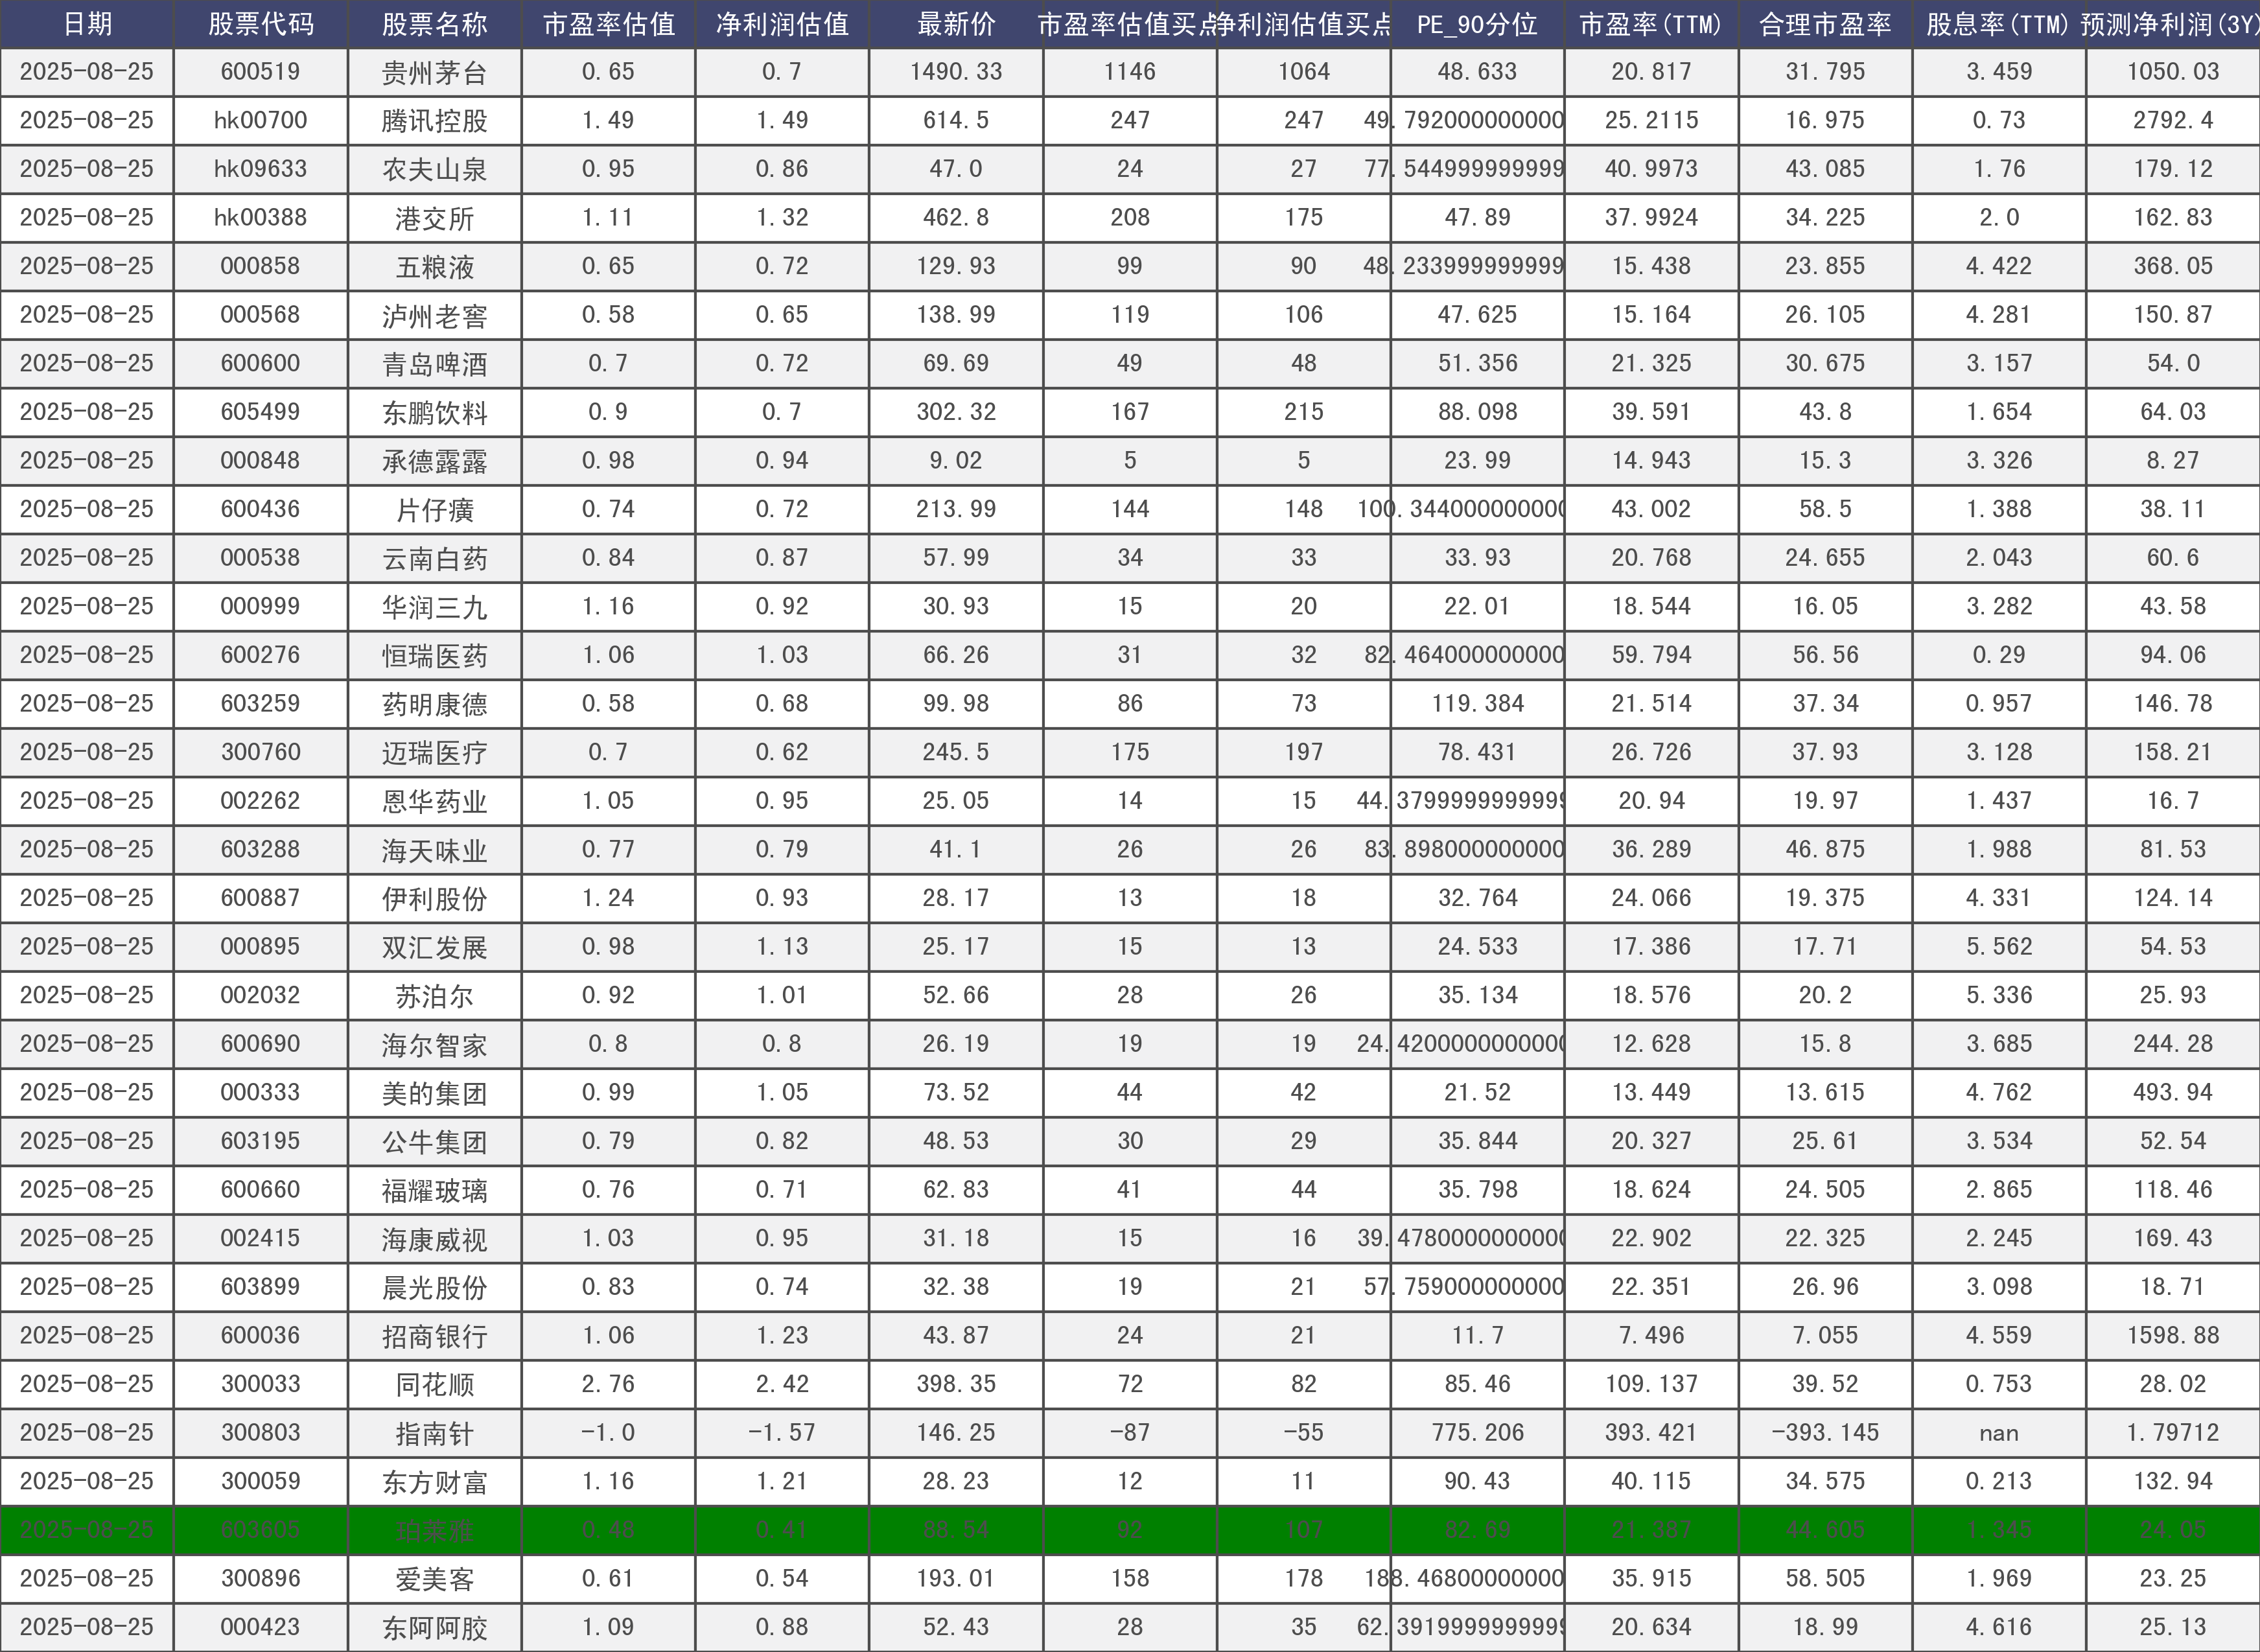 日期 股票代码 股票名称 市盈率估值 净利润估值 最新价 市盈率估值买点 净利润估值买点 PE_90分位 市盈率(TTM) 合理市盈率 股息率(TTM) 预测净利润(3Y)
2025-08-25 600519 贵州茅台 0.65 0.7 1490.33 1146 1064 48.633 20.817 31.795 3.459 1050.03
2025-08-25 hk00700 腾讯控股 1.49 1.49 614.5 247 247 49.792000000000 25.2115 16.975 0.73 2792.4
2025-08-25 hk09633 农夫山泉 0.95 0.86 47.0 24 27 77.544999999999 40.9973 43.085 1.76 179.12
2025-08-25 hk00388 港交所 1.11 1.32 462.8 208 175 47.89 37.9924 34.225 2.0 162.83
2025-08-25 000858 五粮液 0.65 0.72 129.93 99 90 48.233999999999 15.438 23.855 4.422 368.05
2025-08-25 000568 泸州老窖 0.58 0.65 138.99 119 106 47.625 15.164 26.105 4.281 150.87
2025-08-25 600600 青岛啤酒 0.7 0.72 69.69 49 48 51.356 21.325 30.675 3.157 54.0
2025-08-25 605499 东鹏饮料 0.9 0.7 302.32 167 215 88.098 39.591 43.8 1.654 64.03
2025-08-25 000848 承德露露 0.98 0.94 9.02 5 5 23.99 14.943 15.3 3.326 8.27
2025-08-25 600436 片仔癀 0.74 0.72 213.99 144 148 100.344000000000 43.002 58.5 1.388 38.11
2025-08-25 000538 云南白药 0.84 0.87 57.99 34 33 33.93 20.768 24.655 2.043 60.6
2025-08-25 000999 华润三九 1.16 0.92 30.93 15 20 22.01 18.544 16.05 3.282 43.58
2025-08-25 600276 恒瑞医药 1.06 1.03 66.26 31 32 82.464000000000 59.794 56.56 0.29 94.06
2025-08-25 603259 药明康德 0.58 0.68 99.98 86 73 119.384 21.514 37.34 0.957 146.78
2025-08-25 300760 迈瑞医疗 0.7 0.62 245.5 175 197 78.431 26.726 37.93 3.128 158.21
2025-08-25 002262 恩华药业 1.05 0.95 25.05 14 15 44.3799999999999 20.94 19.97 1.437 16.7
2025-08-25 603288 海天味业 0.77 0.79 41.1 26 26 83.898000000000 36.289 46.875 1.988 81.53
2025-08-25 600887 伊利股份 1.24 0.93 28.17 13 18 32.764 24.066 19.375 4.331 124.14
2025-08-25 000895 双汇发展 0.98 1.13 25.17 15 13 24.533 17.386 17.71 5.562 54.53
2025-08-25 002032 苏泊尔 0.92 1.01 52.66 28 26 35.134 18.576 20.2 5.336 25.93
2025-08-25 600690 海尔智家 0.8 0.8 26.19 19 19 24.4200000000000 12.628 15.8 3.685 244.28
2025-08-25 000333 美的集团 0.99 1.05 73.52 44 42 21.52 13.449 13.615 4.762 493.94
2025-08-25 603195 公牛集团 0.79 0.82 48.53 30 29 35.844 20.327 25.61 3.534 52.54
2025-08-25 600660 福耀玻璃 0.76 0.71 62.83 41 44 35.798 18.624 24.505 2.865 118.46
2025-08-25 002415 海康威视 1.03 0.95 31.18 15 16 39.4780000000000 22.902 22.325 2.245 169.43
2025-08-25 603899 晨光股份 0.83 0.74 32.38 19 21 57.759000000000 22.351 26.96 3.098 18.71
2025-08-25 600036 招商银行 1.06 1.23 43.87 24 21 11.7 7.496 7.055 4.559 1598.88
2025-08-25 300033 同花顺 2.76 2.42 398.35 72 82 85.46 109.137 39.52 0.753 28.02
2025-08-25 300803 指南针 -1.0 -1.57 146.25 -87 -55 775.206 393.421 -393.145 nan 1.79712
2025-08-25 300059 东方财富 1.16 1.21 28.23 12 11 90.43 40.115 34.575 0.213 132.94
2025-08-25 603605 珀莱雅 0.48 0.41 88.54 92 107 82.65 21.387 44.605 1.345 24.05
2025-08-25 300896 爱美客 0.61 0.54 193.01 158 178 188.46800000000 35.915 58.505 1.969 23.25
2025-08-25 000423 东阿阿胶 1.09 0.88 52.43 28 35 62.3919999999999 20.634 18.99 4.616 25.13